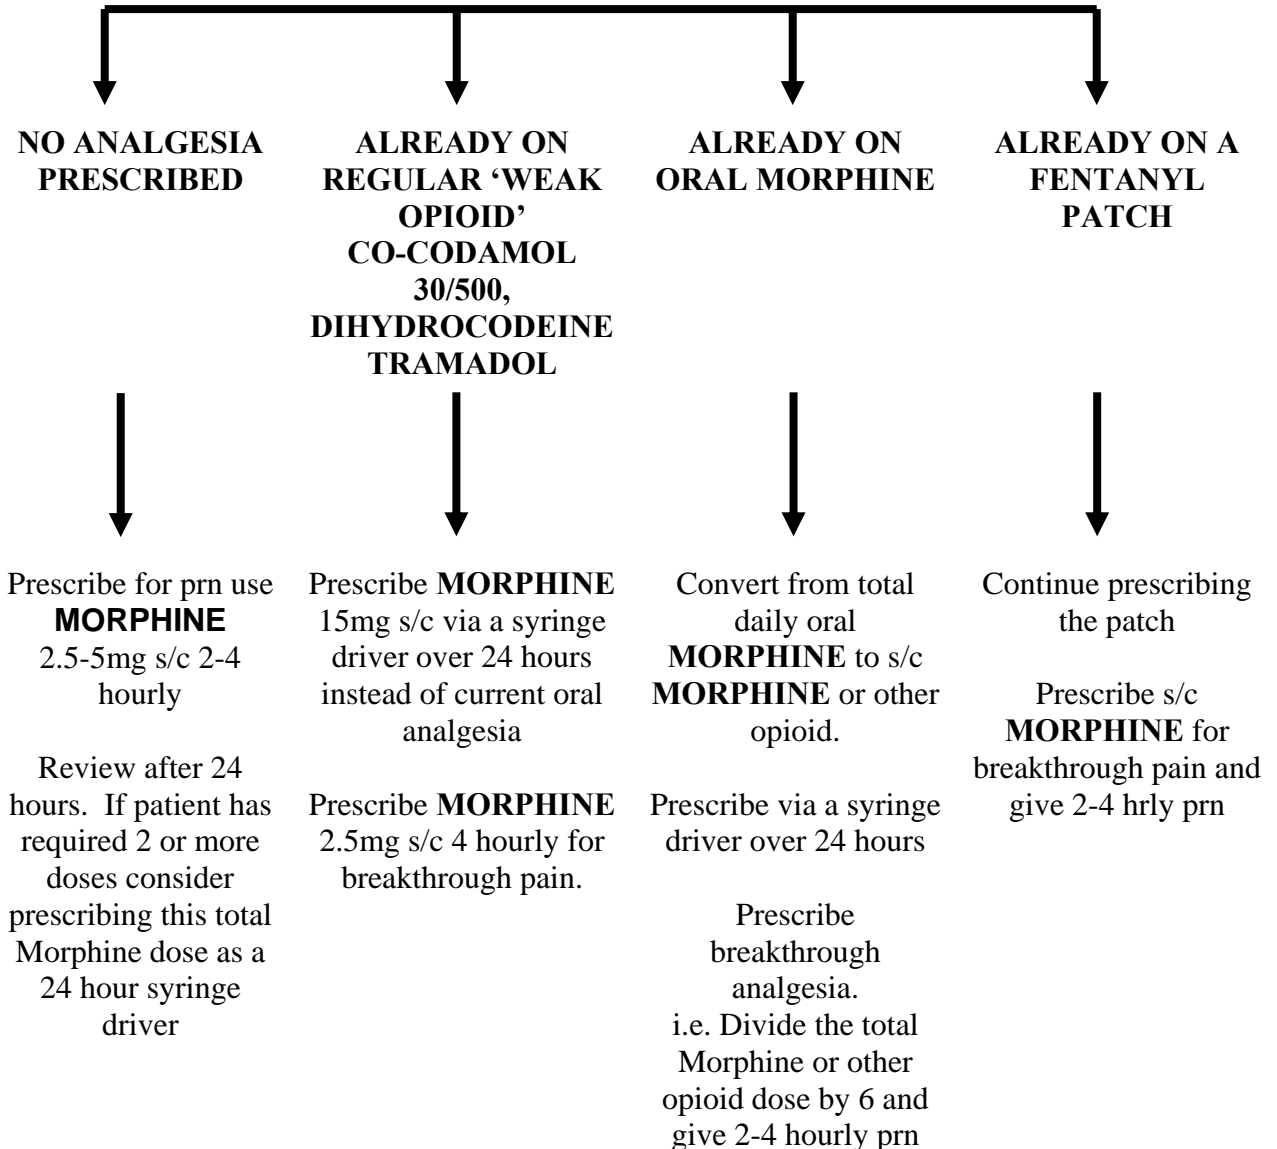 NO ANALGESIA
PRESCRIBED
ALREADY ON
REGULAR ‘WEAK
OPIOID’
CO-CODAMOL
30/500,
DIHYDROCODEINE
TRAMADOL
ALREADY ON
ORAL MORPHINE
ALREADY ON A
FENTANYL
PATCH
Prescribe for prn use
MORPHINE
2.5-5mg s/c 2-4
hourly
Review after 24
hours. If patient has
required 2 or more
doses consider
prescribing this total
Morphine dose as a
24 hour syringe
driver
Prescribe MORPHINE
15mg s/c via a syringe
driver over 24 hours
instead of current oral
analgesia
Prescribe MORPHINE
2.5mg s/c 4 hourly for
breakthrough pain.
Convert from total
daily oral
MORPHINE to s/c
MORPHINE or other
opioid.
Prescribe via a syringe
driver over 24 hours
Prescribe
breakthrough
analgesia.
i.e. Divide the total
Morphine or other
opioid dose by 6 and
give 2-4 hourly prn
Continue prescribing
the patch
Prescribe s/c
MORPHINE for
breakthrough pain and
give 2-4 hrly prn